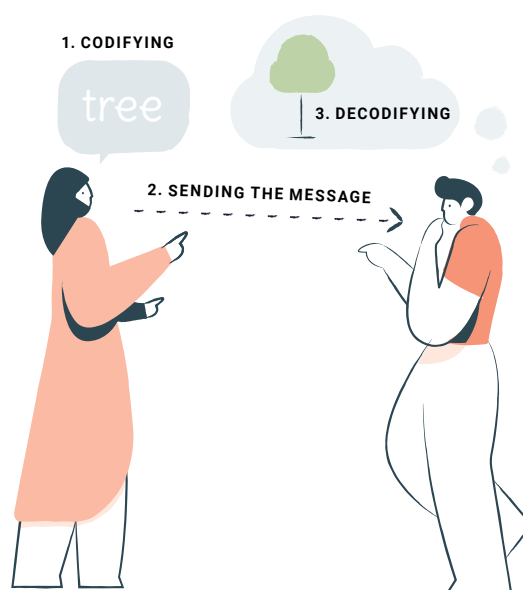 1. CODIFYING
tree
2. SENDING THE MESSAGE
3. DECODIFYING